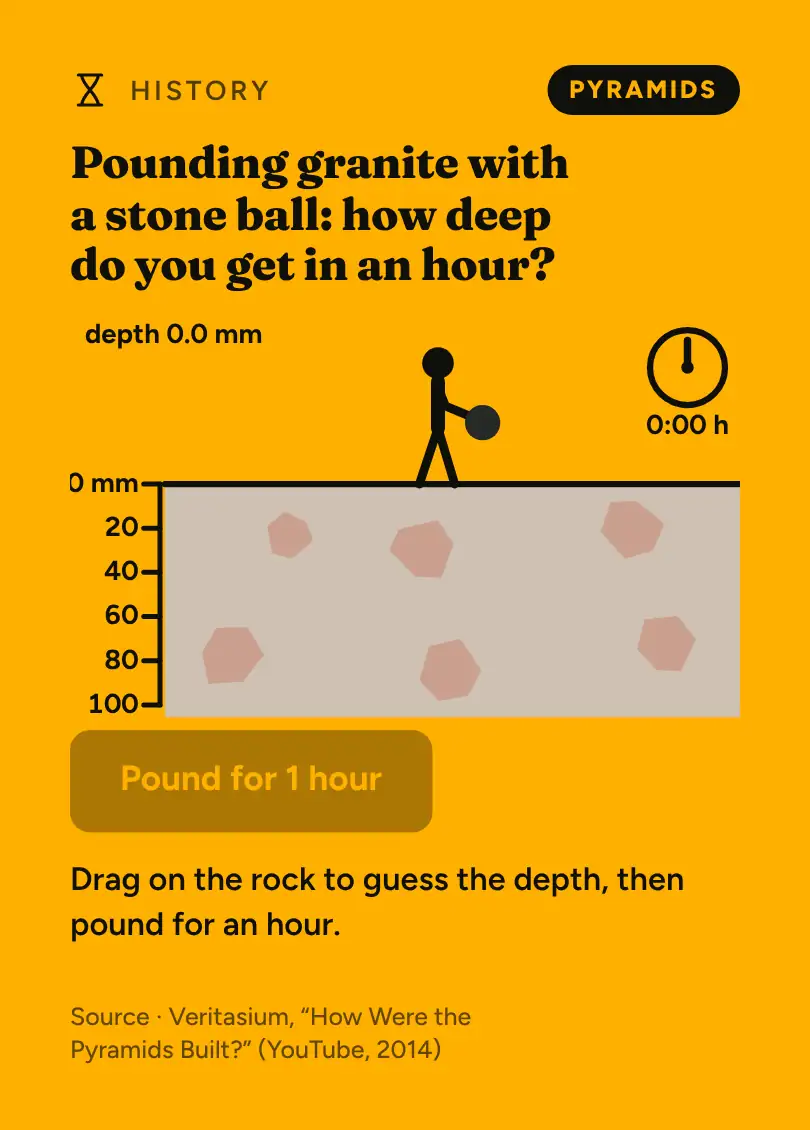 HISTORY
PYRAMIDS
Pounding granite with
a stone ball: how deep
do you get in an hour?
depth 0.0 mm
0:00 h
0 mm
20
40
60
80
100
Pound for 1 hour
Drag on the rock to guess the depth, then
pound for an hour.
Source · Veritasium, “How Were the
Pyramids Built?” (YouTube, 2014)